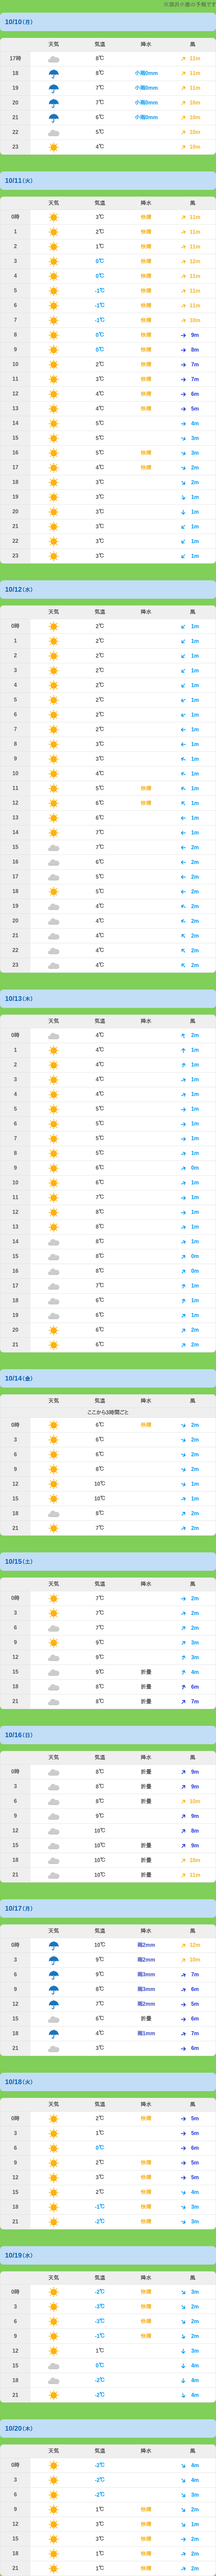 の予報です
10/10(月)
天気 気温 降水 風
17時 8℃ 11m
18 8℃ 小雨0mm 11m
19 7℃ 小雨0mm 11m
20 7℃ 小雨0mm 10m
21 6℃ 小雨0mm 10m
22 5℃ 10m
23 4℃ 10m
10/11(火)
天気 気温 降水 風
0時 3℃ 快晴 11m
1 2℃ 快晴 11m
2 1℃ 快晴 11m
3 0℃ 快晴 12m
4 0℃ 快晴 11m
5 -1℃ 快晴 11m
6 -1℃ 快晴 11m
7 -1℃ 快晴 10m
8 0℃ 快晴 9m
9 0℃ 快晴 8m
10 2℃ 快晴 7m
11 3℃ 快晴 7m
12 4℃ 快晴 6m
13 4℃ 快晴 5m
14 5℃ 4m
15 5℃ 3m
16 5℃ 快晴 3m
17 4℃ 快晴 2m
18 3℃ 2m
19 3℃ 1m
20 3℃ 1m
21 3℃ 1m
22 3℃ 1m
23 3℃ 1m
10/12(水)
天気 気温 降水 風
0時 2℃ 1m
1 2℃ 1m
2 2℃ 1m
3 2℃ 1m
4 2℃ 1m
5 2℃ 1m
6 2℃ 1m
7 2℃ 1m
8 3℃ 1m
9 3℃ 1m
10 4℃ 1m
11 5℃ 快晴 1m
12 6℃ 快晴 1m
13 6℃ 1m
14 7℃ 1m
15 7℃ 2m
16 6℃ 2m
17 5℃ 2m
18 5℃ 2m
19 4℃ 2m
20 4℃ 2m
21 4℃ 2m
22 4℃ 2m
23 4℃ 2m
10/13(木)
天気 気温 降水 風
0時 4℃ 2m
1 4℃ 1m
2 4℃ 1m
3 4℃ 1m
4 4℃ 1m
5 5℃ 1m
6 5℃ 1m
7 5℃ 1m
8 5℃ 1m
9 6℃ 0m
10 6℃ 1m
11 7℃ 1m
12 8℃ 1m
13 8℃ 1m
14 8℃ 1m
15 8℃ 0m
16 8℃ 0m
17 7℃ 1m
18 6℃ 1m
19 6℃ 1m
20 6℃ 2m
21 6℃ 2m
10/14(金)
天気 気温 降水 風
ここから3時間ごと
0時 6℃ 快晴 2m
3 6℃ 2m
6 6℃ 2m
9 8℃ 2m
12 10℃ 1m
15 10℃ 1m
18 8℃ 2m
21 7℃ 2m
10/15(土)
天気 気温 降水 風
0時 7℃ 2m
3 7℃ 2m
6 7℃ 2m
9 9℃ 3m
12 9℃ 3m
15 9℃ 折畳 4m
18 8℃ 折畳 6m
21 8℃ 折畳 7m
10/16(日)
天気 気温 降水 風
0時 8℃ 折畳 9m
3 8℃ 折畳 9m
6 8℃ 折畳 10m
9 9℃ 9m
12 10℃ 8m
15 10℃ 折畳 9m
18 10℃ 折畳 10m
21 10℃ 折畳 11m
10/17(月)
天気 気温 降水 風
0時 10℃ 雨2mm 12m
3 9℃ 雨2mm 10m
6 9℃ 雨3mm 7m
9 8℃ 雨3mm 6m
12 7℃ 雨2mm 5m
15 6℃ 折畳 6m
18 4℃ 雨1mm 7m
21 3℃ 6m
10/18(火)
天気 気温 降水 風
0時 2℃ 快晴 5m
3 1℃ 5m
6 0℃ 6m
9 2℃ 快晴 5m
12 3℃ 快晴 5m
15 2℃ 快晴 4m
18 -1℃ 快晴 3m
21 -2℃ 快晴 3m
10/19(水)
天気 気温 降水 風
0時 -2℃ 快晴 3m
3 -3℃ 快晴 2m
6 -3℃ 快晴 2m
9 -1℃ 快晴 2m
12 1℃ 3m
15 0℃ 4m
18 -2℃ 4m
21 -2℃ 4m
10/20(木)
天気 気温 降水 風
0時 -2℃ 4m
3 -2℃ 4m
6 -2℃ 3m
9 1℃ 快晴 2m
12 3℃ 快晴 1m
15 3℃ 快晴 2m
18 1℃ 快晴 2m
21 1℃ 快晴 2m